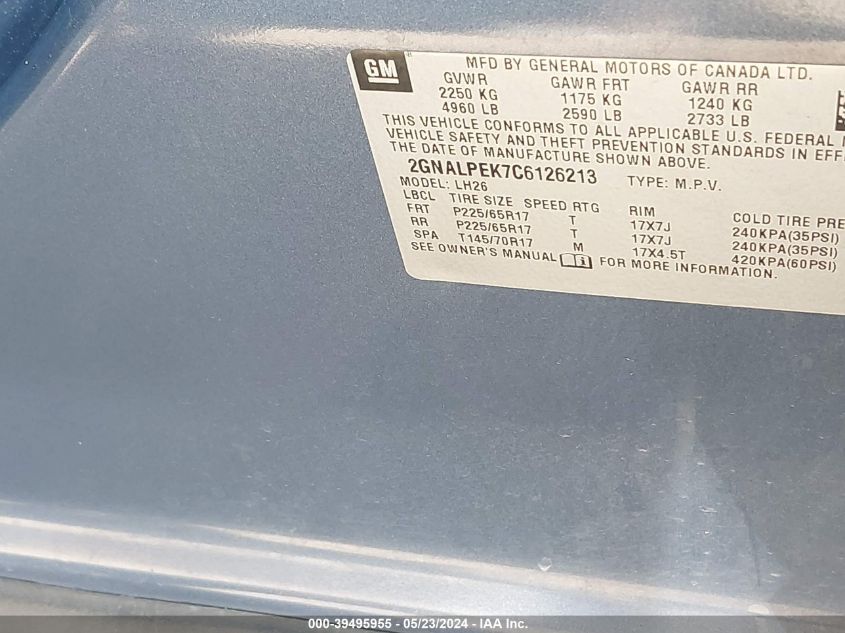 GM
MFD BY GENERAL MOTORS OF CANADA LTD.
GVWR GAWR FRT GAWR RR
2250 KG 1175 KG 1240 KG
4960 LB 2590 LB 2733 LB
THIS VEHICLE CONFORMS TO ALL APPLICABLE U.S. FEDERAL
VEHICLE SAFETY AND THEFT PREVENTION STANDARDS IN EFF
THE DATE OF MANUFACTURE SHOWN ABOVE.
2GNALPEK7C6126213 TYPE: M.P.V.
MODEL: LH26
LBCL TIRE SIZE SPEED RTG RIM COLD TIRE PRE
FRT P225/65R17 T 17X7J 240KPA(35PSI)
RR P225/65R17 T 17X7J 240KPA(35PSI)
SPA T145/70R17 M 17X4.5T 420KPA(60PSI)
SEE OWNER'S MANUAL FOR MORE INFORMATION.
000-39495955 - 05/23/2024 - IAA Inc.